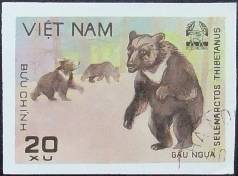 VIỆT NAM
BƯU CHÍNH
SELENARCTOS THIBETANUS
20
XU
GẤU NGỰA